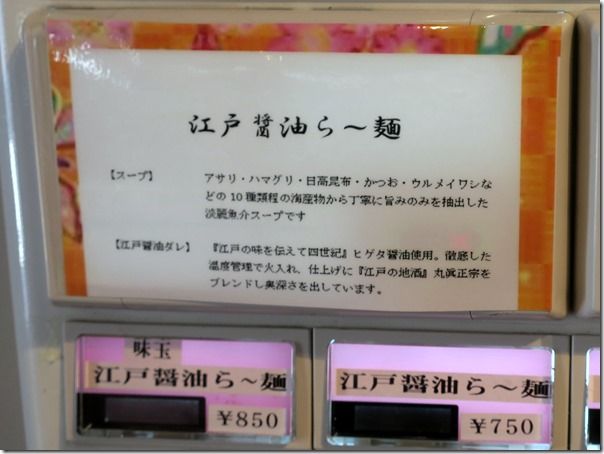 江戸醤油ら～麺
【スープ】 アサリ・ハマグリ・日高昆布・かつお・ウルメイワシな
どの10種類程の海産物から丁寧に旨みのみを抽出した
淡麗魚介スープです
【江戸醤油ダレ】 『江戸の味を伝えて四世紀』ヒゲタ醤油使用。徹底した
温度管理で火入れ、仕上げに『江戸の地酒』丸眞正宗を
ブレンドし奥深さを出しています。
味玉
江戸醤油ら～麺
¥850
江戸醤油ら～麺
¥750